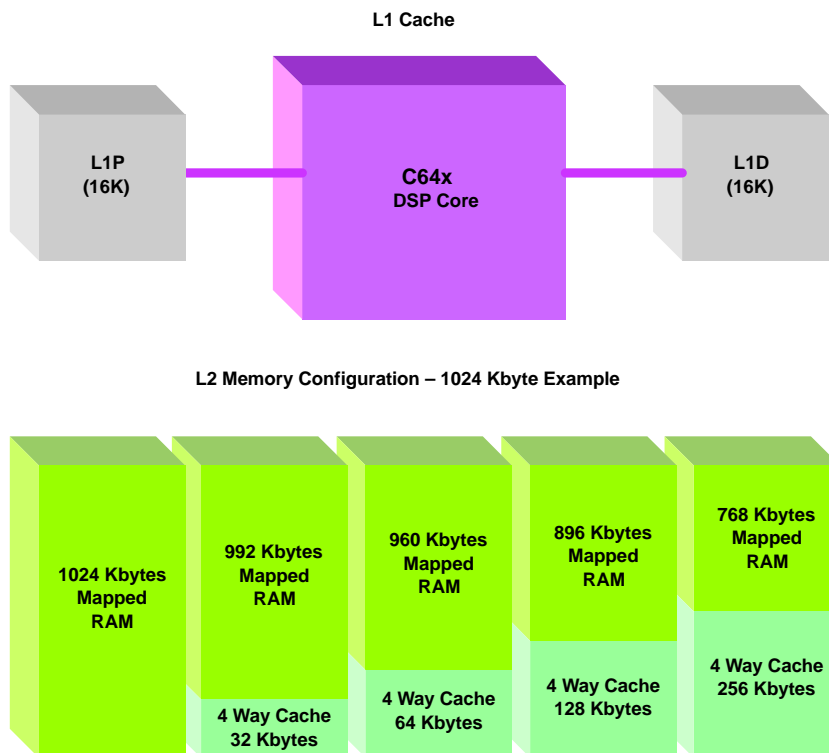 L1 Cache
L1P
(16K)
C64x
DSP Core
L1D
(16K)
L2 Memory Configuration – 1024 Kbyte Example
1024 Kbytes
Mapped
RAM
992 Kbytes
Mapped
RAM
4 Way Cache
32 Kbytes
960 Kbytes
Mapped
RAM
4 Way Cache
64 Kbytes
896 Kbytes
Mapped
RAM
4 Way Cache
128 Kbytes
768 Kbytes
Mapped
RAM
4 Way Cache
256 Kbytes